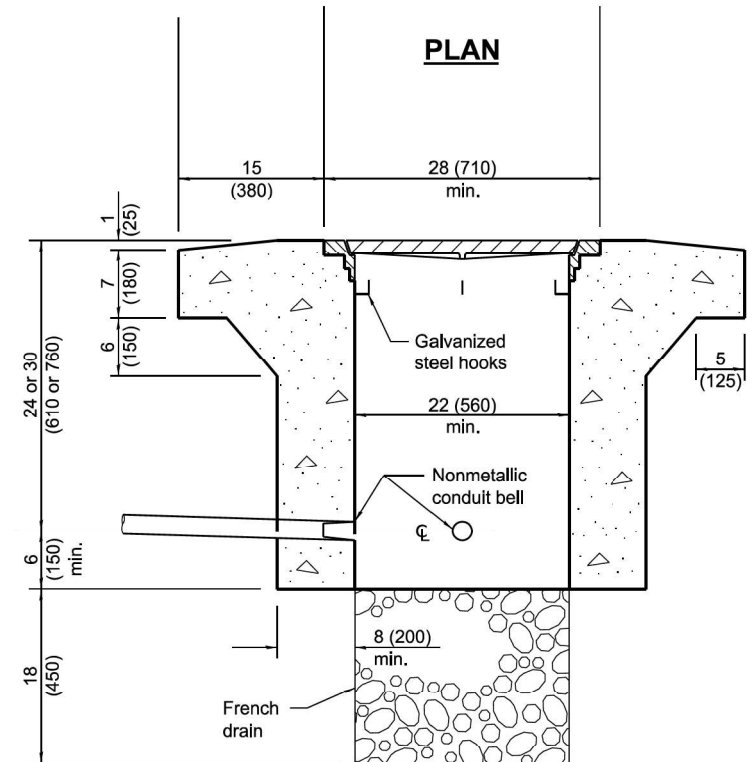 PLAN
15
(380)
28 (710)
min.
1
(25)
7
(180)
6
(150)
24 or 30
(610 or 760)
Galvanized
steel hooks
5
(125)
22 (560)
min.
Nonmetallic
conduit bell
℄
6
(150)
min.
8 (200)
min.
18
(450)
French
drain